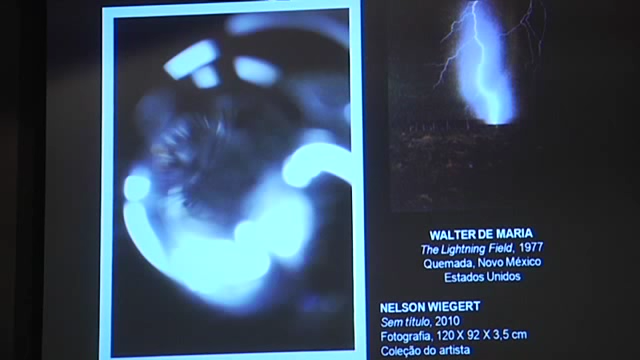 WALTER DE MARIA
The Lightning Field, 1977
Quemada, Novo México
Estados Unidos
NELSON WIEGERT
Sem título, 2010
Fotografia, 120 X 92 X 3,5 cm
Coleção do artista